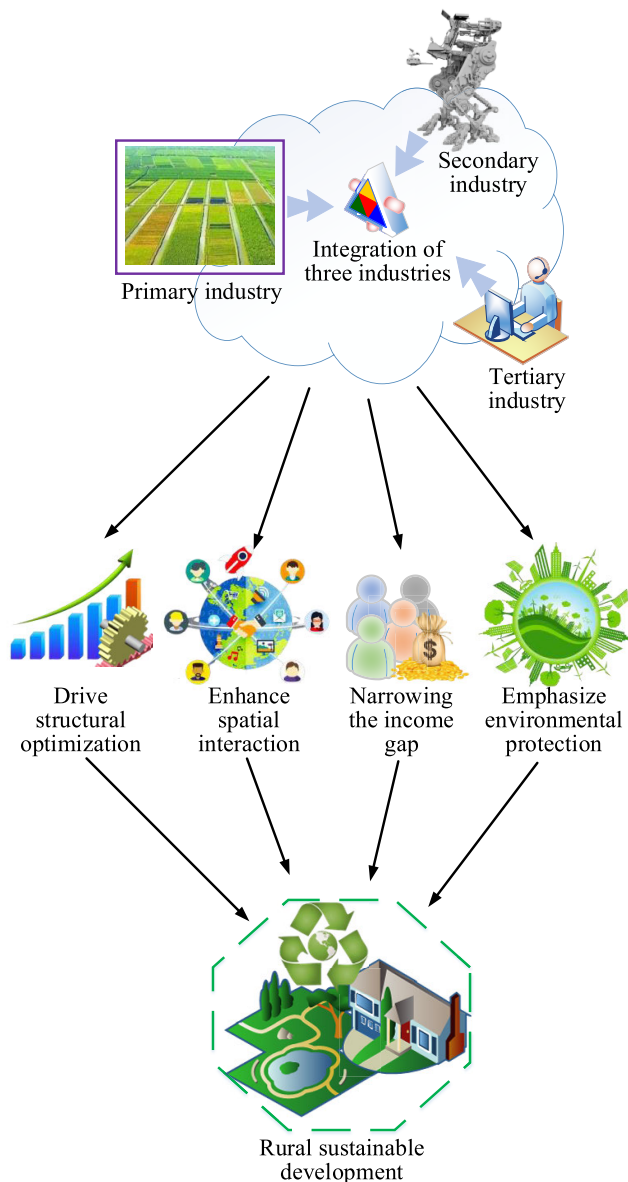 Secondary
industry
Integration of
three industries
Primary industry
Tertiary
industry
Drive
structural
optimization
Enhance
spatial
interaction
Narrowing
the income
gap
Emphasize
environmental
protection
$
Rural sustainable
development